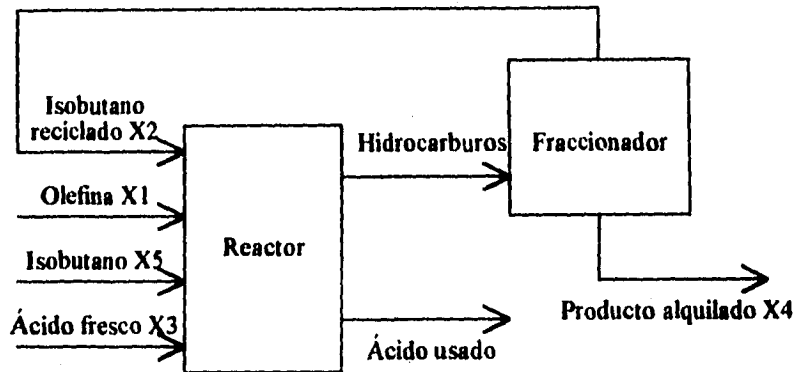 Isobutano
reciclado X2
Hidrocarburos
Fraccionador
Olefina X1
Reactor
Isobutano X5
Ácido fresco X3
Producto alquilado X4
Ácido usado